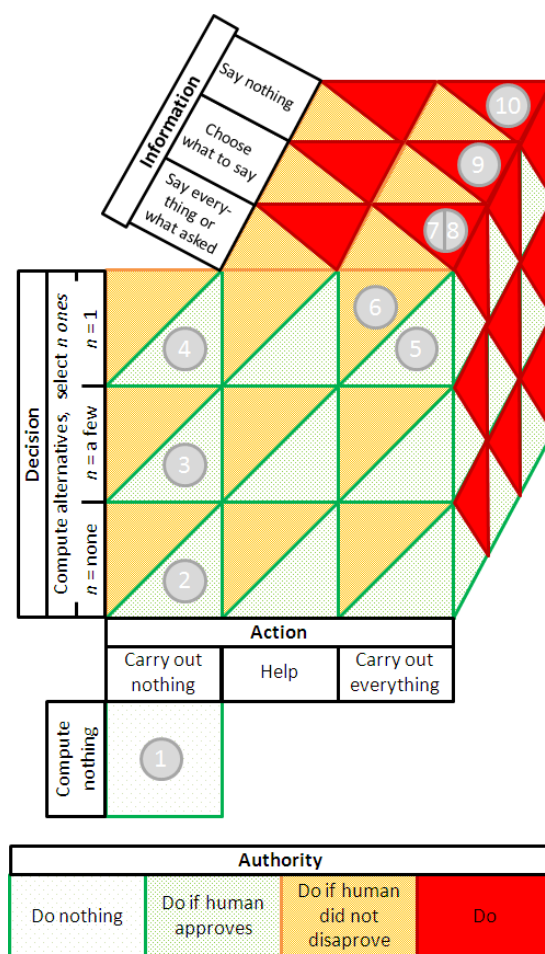 Information
Say nothing
Choose
what to say
Say every-
thing or
what asked
10
9
7 8
Decision
Compute alternatives, select n ones
n = 1
n = a few
n = none
6
4
5
3
2
Action
Carry out
nothing
Help
Carry out
everything
Compute
nothing
1
Authority
Do nothing
Do if human
approves
Do if human
did not
disaprove
Do